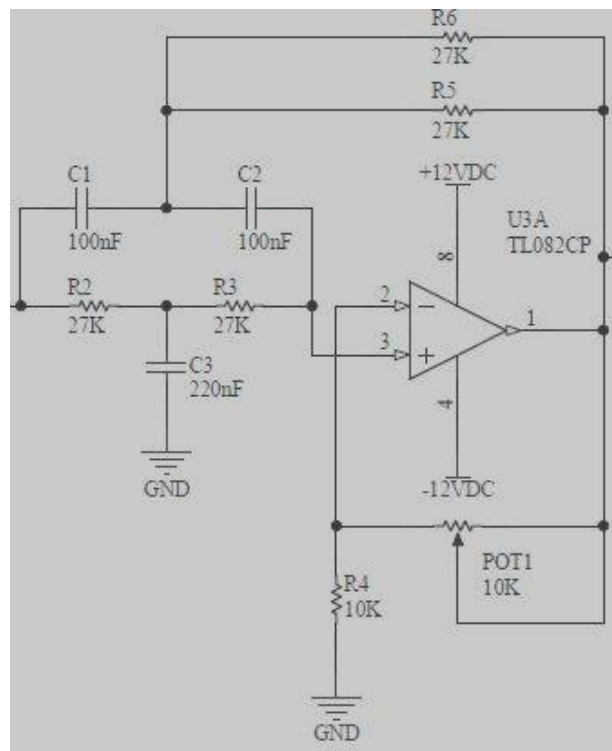 R6
27K
R5
27K
+12VDC
C1
100nF
C2
100nF
U3A
TL082CP
8
R2
27K
R3
27K
2
3
1
C3
220nF
4
GND
-12VDC
POT1
10K
R4
10K
GND